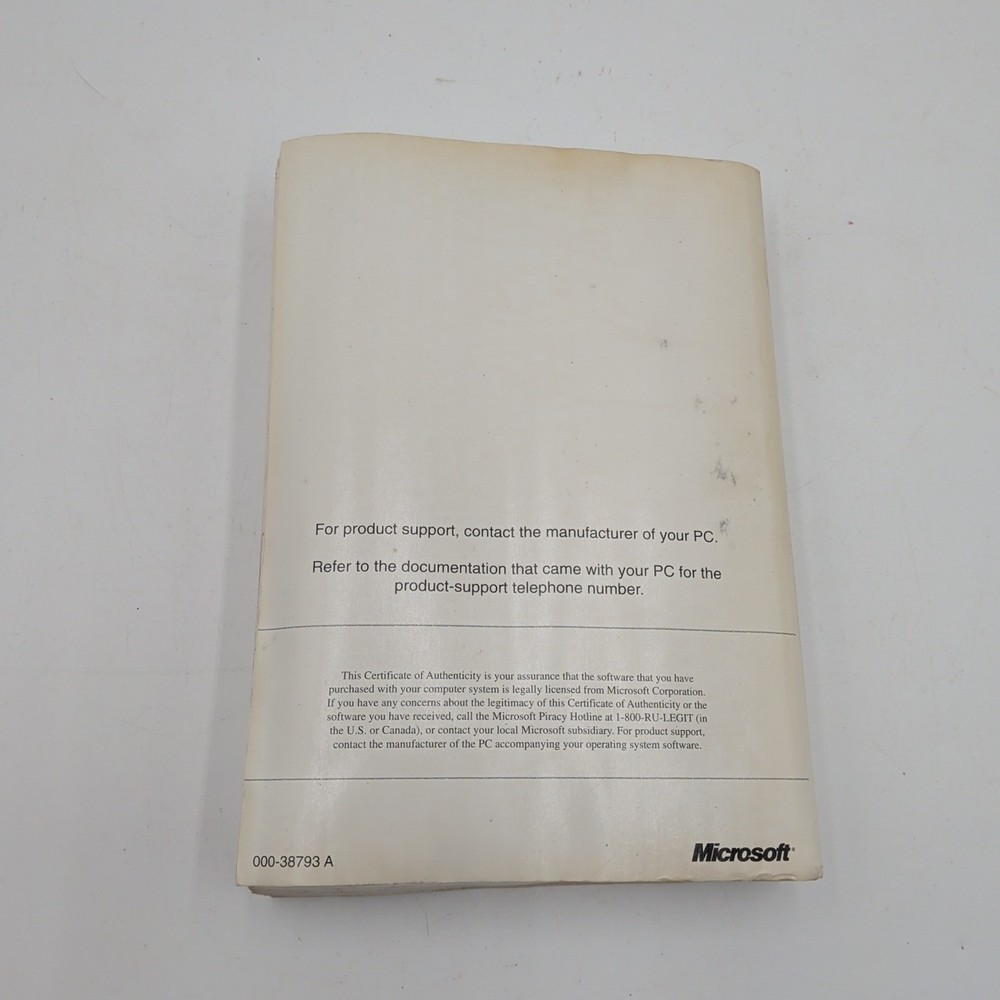 For product support, contact the manufacturer of your PC.
Refer to the documentation that came with your PC for the
product-support telephone number.
This Certificate of Authenticity is your assurance that the software that you have
purchased with your computer system is legally licensed from Microsoft Corporation.
If you have any concerns about the legitimacy of this Certificate of Authenticity or the
software you have received, call the Microsoft Piracy Hotline at 1-800-RU-LEGIT (in
the U.S. or Canada), or contact your local Microsoft subsidiary. For product support,
contact the manufacturer of the PC accompanying your operating system software.
000-38793 A
Microsoft